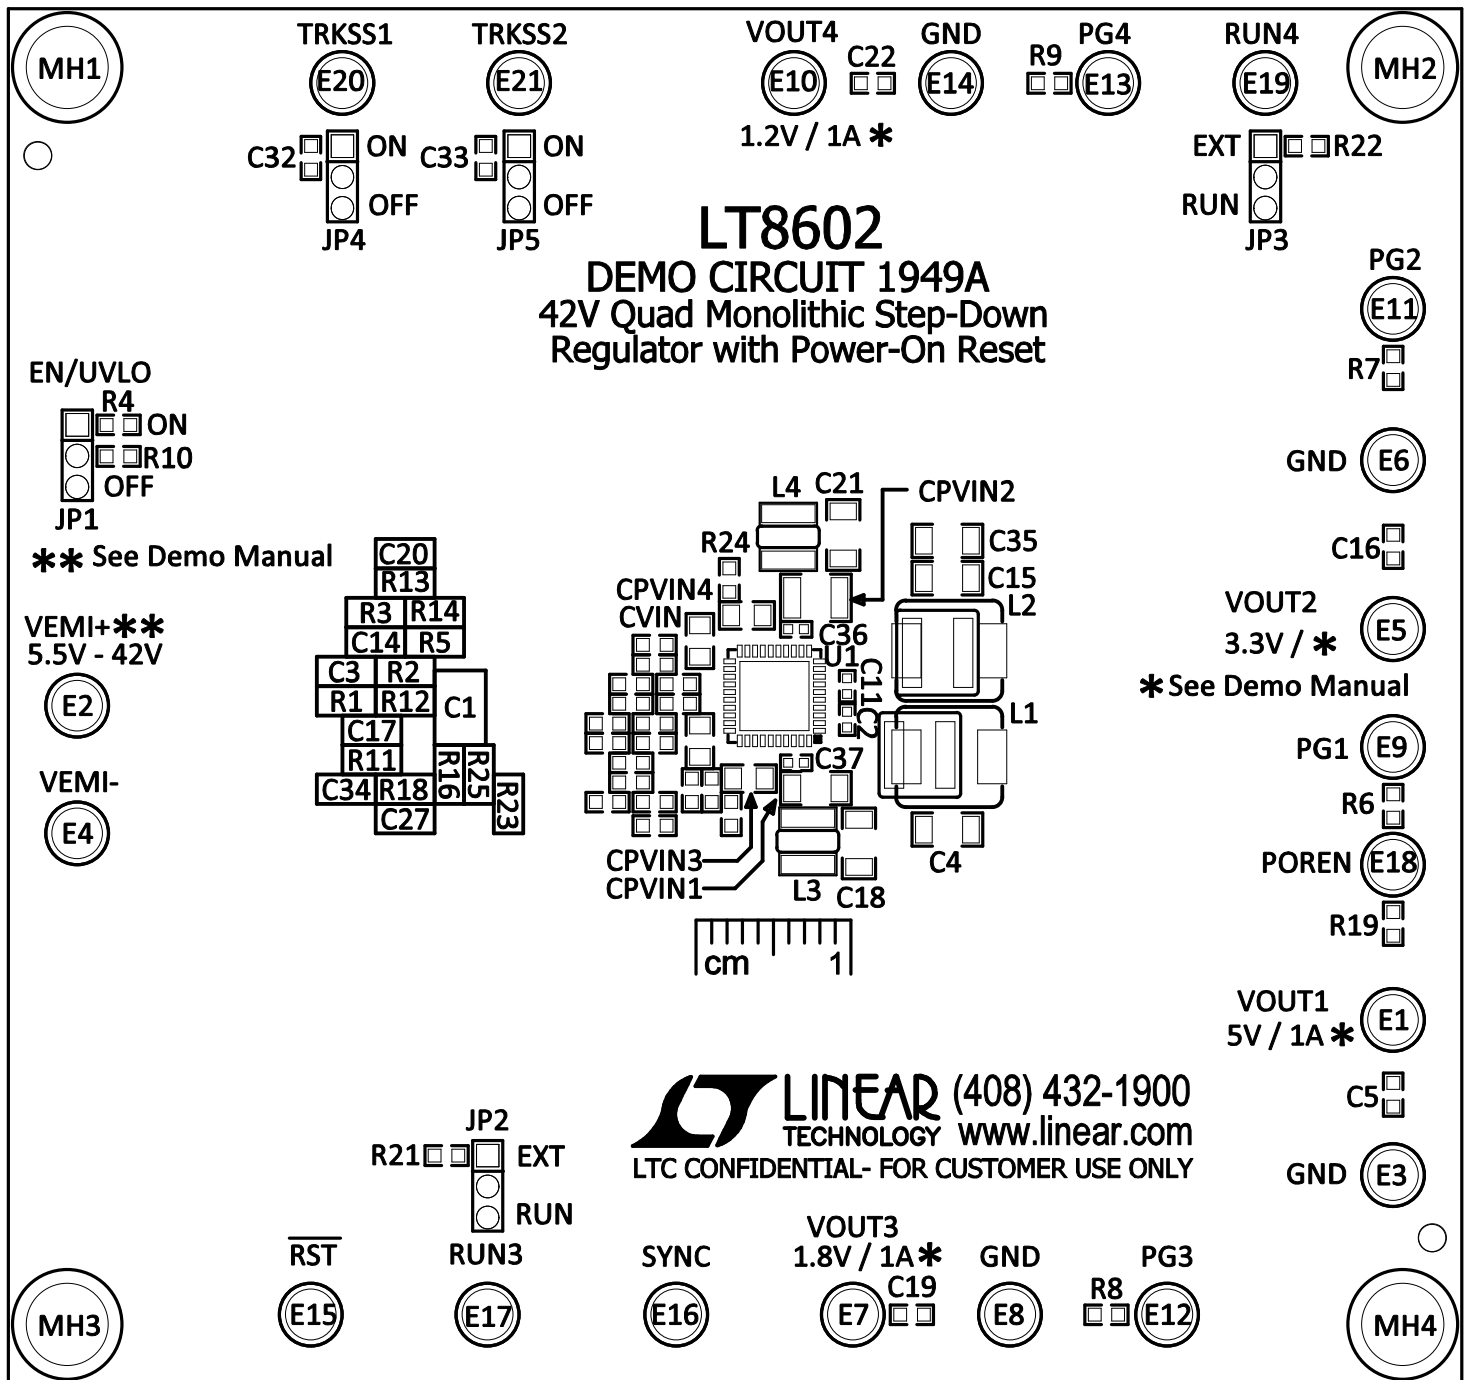 TRKSS1
TRKSS2
VOUT4
GND
PG4
RUN4
MH1
E20
E21
E10
C22
E14
R9
E13
E19
MH2
1.2V / 1A *
C32
ON
OFF
JP4
C33
ON
OFF
JP5
EXT
R22
RUN
JP3
LT8602
DEMO CIRCUIT 1949A
42V Quad Monolithic Step-Down
Regulator with Power-On Reset
PG2
E11
R7
EN/UVLO
R4
ON
R10
OFF
JP1
GND
E6
** See Demo Manual
C16
VEMI+**
5.5V - 42V
E2
VEMI-
E4
C20
R13
R3
R14
C14
R5
C3
R2
R1
R12
C1
C17
R11
C34
R18
R16
R25
R23
C27
L4
C21
CPVIN2
R24
C35
CPVIN4
C15
CVIN
L2
C36
U1
C11
C2
L1
C37
CPVIN3
CPVIN1
L3
C18
C4
cm 1
VOUT2
3.3V / *
E5
*See Demo Manual
PG1
E9
R6
POREN
E18
R19
VOUT1
5V / 1A *
E1
C5
GND
E3
LINEAR
TECHNOLOGY
(408) 432-1900
www.linear.com
LTC CONFIDENTIAL- FOR CUSTOMER USE ONLY
JP2
R21
EXT
RUN
RST
RUN3
SYNC
VOUT3
1.8V / 1A *
GND
PG3
MH3
E15
E17
E16
E7
C19
E8
R8
E12
MH4